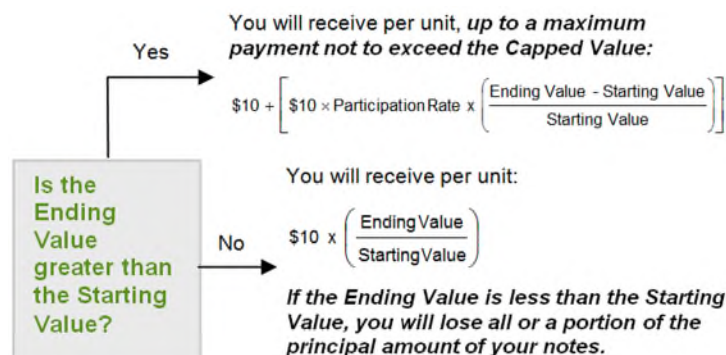 You will receive per unit, up to a maximum
payment not to exceed the Capped Value:
Yes
$10 + [ $10 × Participation Rate x ( Ending Value - Starting Value
Starting Value ) ]
Is the
Ending
Value
greater than
the Starting
Value?
You will receive per unit:
No
$10 x ( Ending Value
StartingValue )
If the Ending Value is less than the Starting
Value, you will lose all or a portion of the
principal amount of your notes.